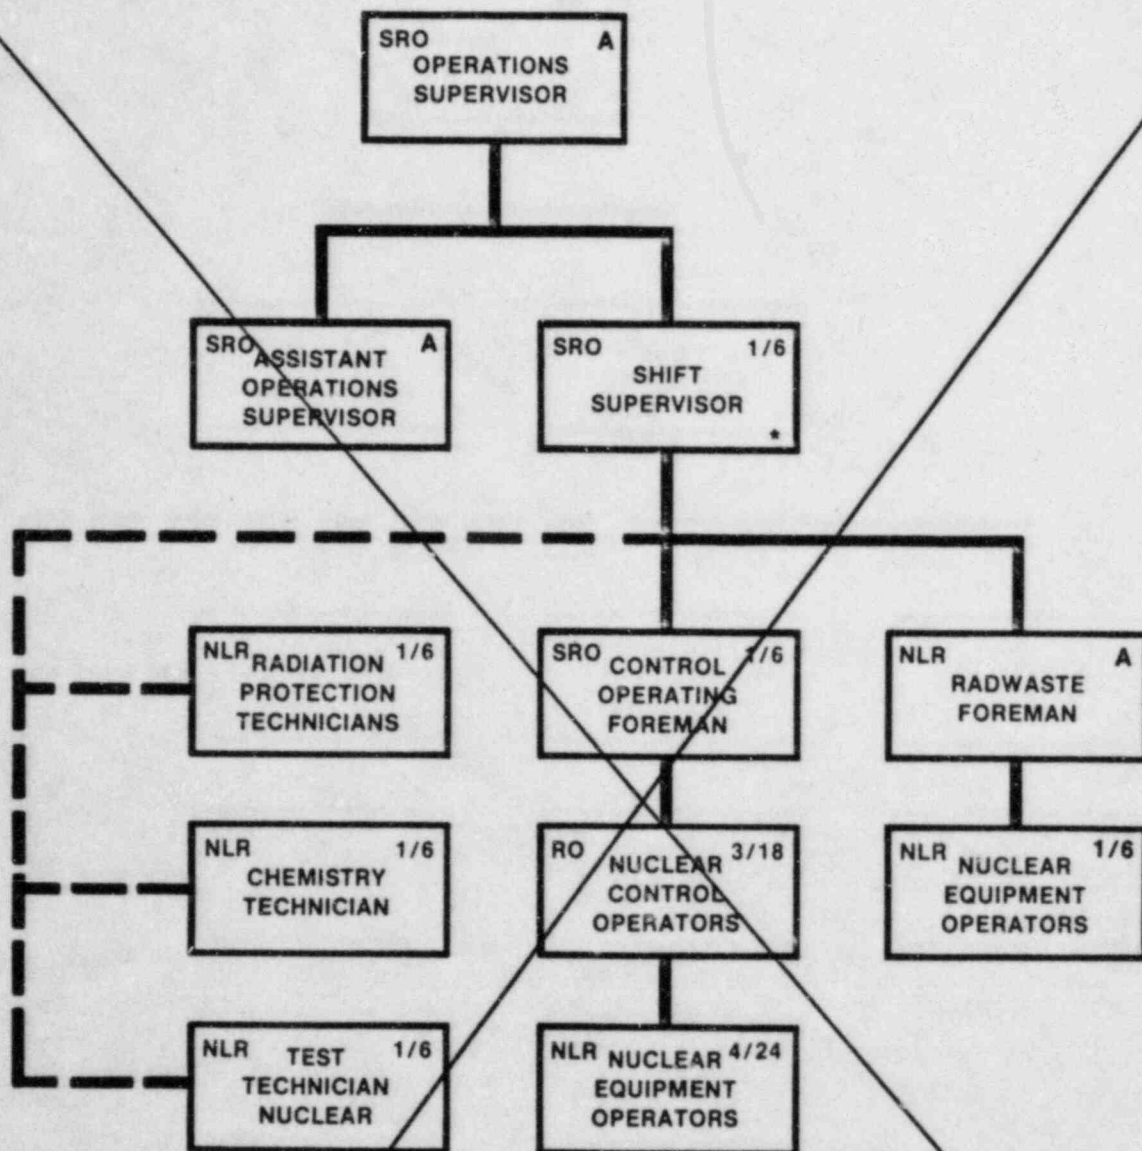 SRO A
OPERATIONS
SUPERVISOR
SRO ASSISTANT A
OPERATIONS
SUPERVISOR
SRO 1/6
SHIFT
SUPERVISOR
*
NLR RADIATION 1/6
PROTECTION
TECHNICIANS
SRO CONTROL 1/6
OPERATING
FOREMAN
NLR A
RADWASTE
FOREMAN
NLR 1/6
CHEMISTRY
TECHNICIAN
RO NUCLEAR 3/18
CONTROL
OPERATORS
NLR NUCLEAR 1/6
EQUIPMENT
OPERATORS
NLR TEST 1/6
TECHNICIAN
NUCLEAR
NLR NUCLEAR 4/24
EQUIPMENT
OPERATORS